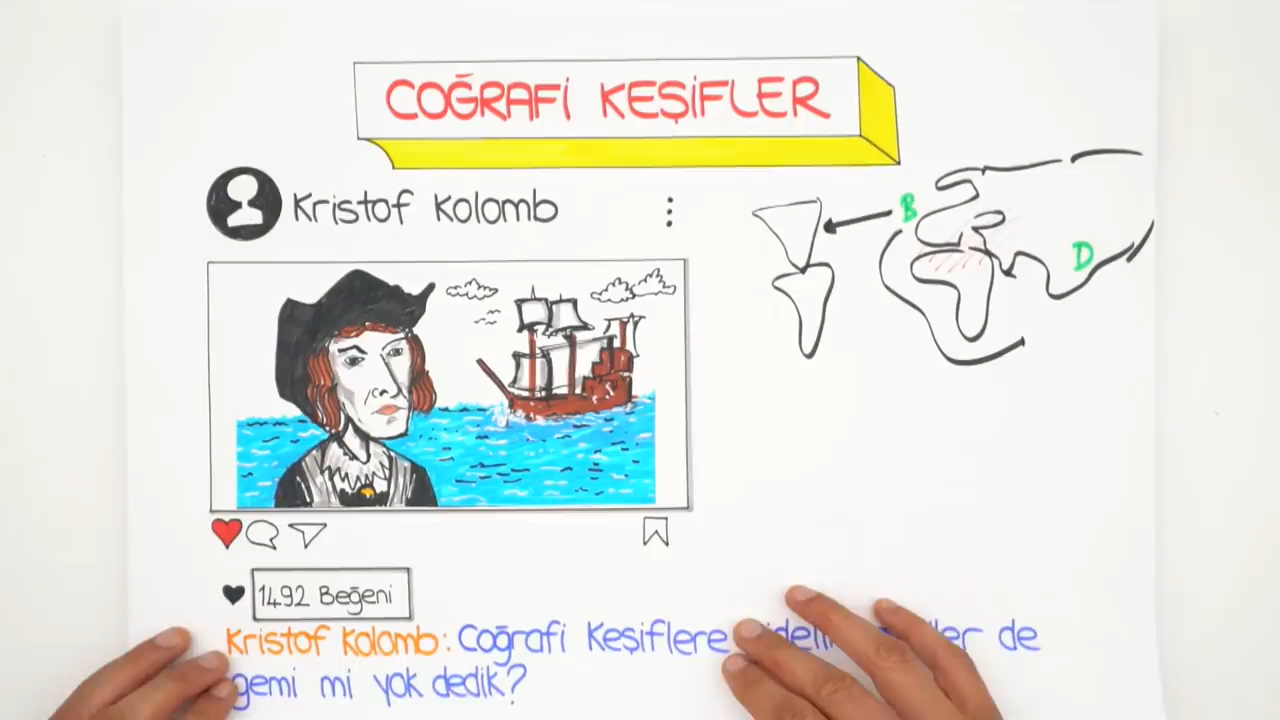 COĞRAFİ KEŞİFLER
Kristof Kolomb
B
D
1492 Beğeni
Kristof Kolomb: Coğrafi Keşiflere de
gemi mi yok dedik?